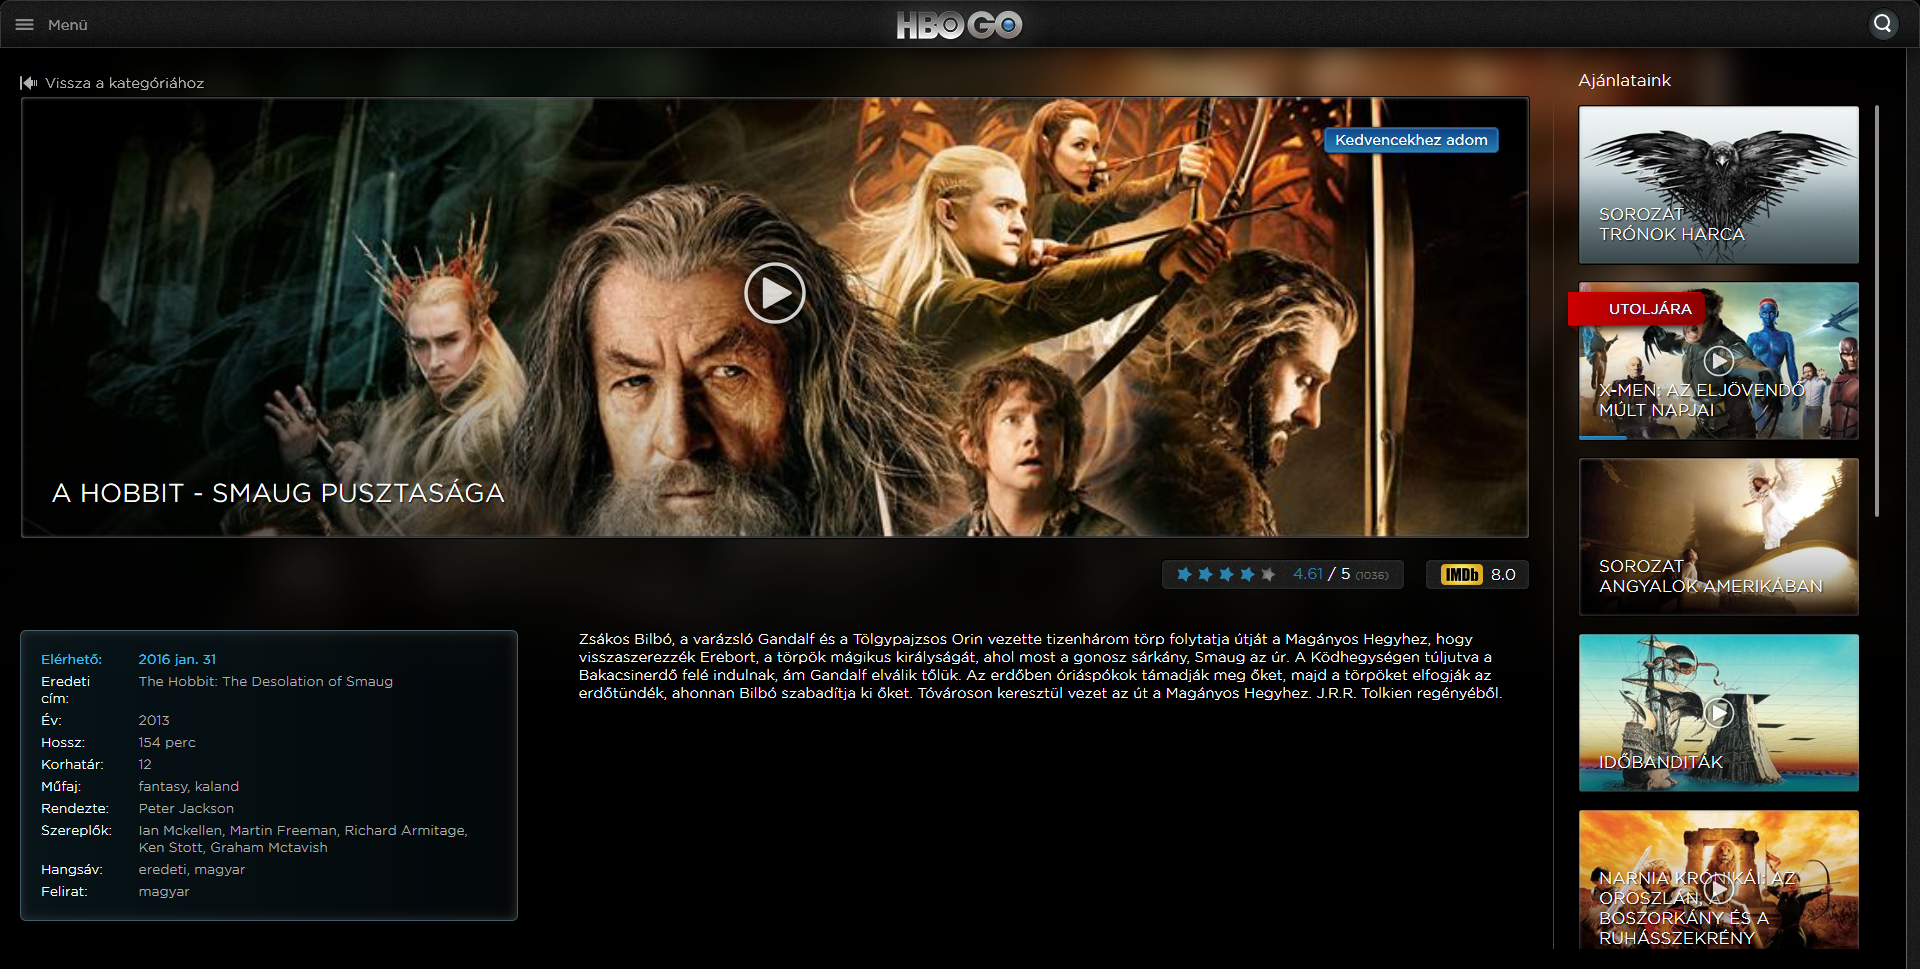 Menü
HBO GO
Vissza a kategóriához
Kedvencekhez adom
A HOBBIT - SMAUG PUSZTASÁGA
4.61 / 5 (1036)
IMDb 8.0
Elérhető: 2016 jan. 31
Eredeti cím: The Hobbit: The Desolation of Smaug
Év: 2013
Hossz: 154 perc
Korhatár: 12
Műfaj: fantasy, kaland
Rendezte: Peter Jackson
Szereplők: Ian Mckellen, Martin Freeman, Richard Armitage,
Ken Stott, Graham Mctavish
Hangsáv: eredeti, magyar
Felirat: magyar
Zsákos Bilbó, a varázsló Gandalf és a Tölgypajzsos Orin vezette tizenhárom törp folytatja útját a Magányos Hegyhez, hogy
visszaszerezzék Erebort, a törpök mágikus királyságát, ahol most a gonosz sárkány, Smaug az úr. A Ködhegységen túljutva a
Bakacsinerdő felé indulnak, ám Gandalf elválik tőlük. Az erdőben óriáspókok támadják meg őket, majd a törpöket elfogják az
erdőtündék, ahonnan Bilbó szabadítja ki őket. Tóvároson keresztül vezet az út a Magányos Hegyhez. J.R.R. Tolkien regényéből.
Ajánlataink
SOROZAT
TRÓNOK HARCA
UTOLJÁRA
X-MEN: AZ ELJÖVENDŐ
MÚLT NAPJAI
SOROZAT
ANGYALOK AMERIKÁBAN
IDŐBANDITÁK
NARNIA KRÓNIKÁI: AZ
OROSZLÁN, A
BOSZORKÁNY ÉS A
RUHÁSSZEKRÉNY